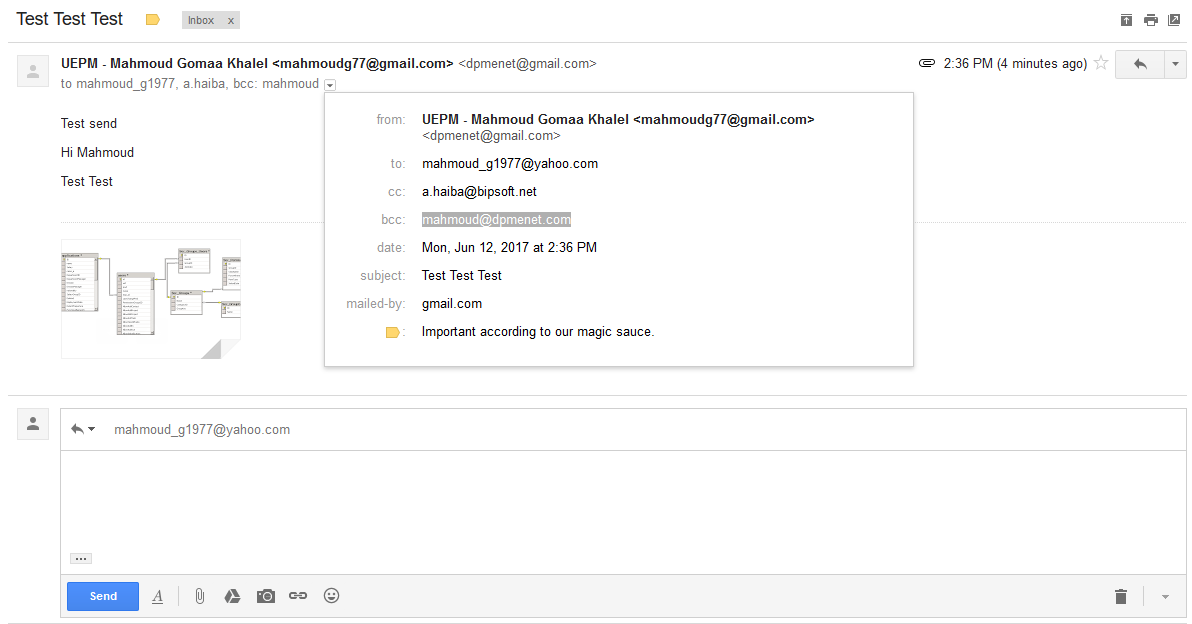 Test Test Test
Inbox x
UEPM - Mahmoud Gomaa Khalel <mahmoudg77@gmail.com> <dpmenet@gmail.com>
2:36 PM (4 minutes ago)
to mahmoud_g1977, a.haiba, bcc: mahmoud
Test send
Hi Mahmoud
Test Test
from: UEPM - Mahmoud Gomaa Khalel <mahmoudg77@gmail.com>
<dpmenet@gmail.com>
to: mahmoud_g1977@yahoo.com
cc: a.haiba@bipsoft.net
bcc: mahmoud@dpmenet.com
date: Mon, Jun 12, 2017 at 2:36 PM
subject: Test Test Test
mailed-by: gmail.com
: Important according to our magic sauce.
mahmoud_g1977@yahoo.com
...
Send A